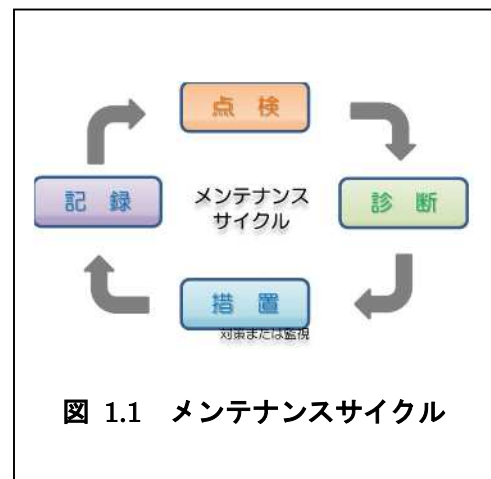 点 検
記 録
メンテナンス
サイクル
診 断
措 置
対策または監視
図 1.1 メンテナンスサイクル